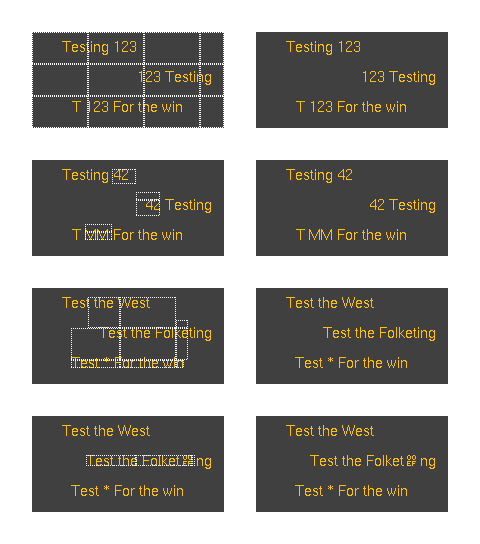 Testing 123
123 Testing
T 123 For the win
Testing 123
123 Testing
T 123 For the win
Testing 42
42 Testing
T MM For the win
Testing 42
42 Testing
T MM For the win
Test the West
Test the Folketing
Test * For the win
Test the West
Test the Folketing
Test * For the win
Test the West
Test the Folket ng
Test * For the win
Test the West
Test the Folket ng
Test * For the win